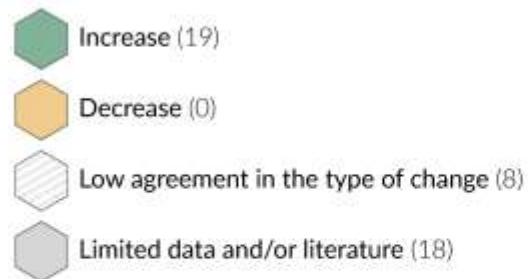 Increase (19)
Decrease (0)
Low agreement in the type of change (8)
Limited data and/or literature (18)